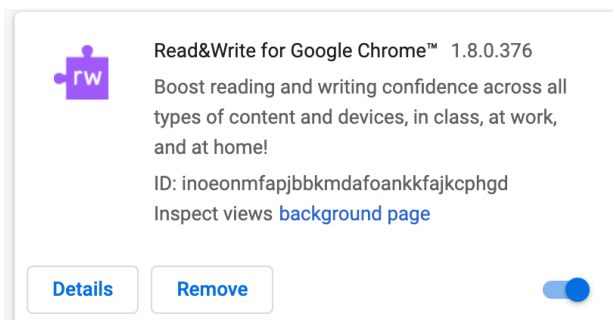 rw
Read&Write for Google Chrome™ 1.8.0.376
Boost reading and writing confidence across all
types of content and devices, in class, at work,
and at home!
ID: inoeonmfapjbbkmdafoankkfajkcphgd
Inspect views background page
Details Remove